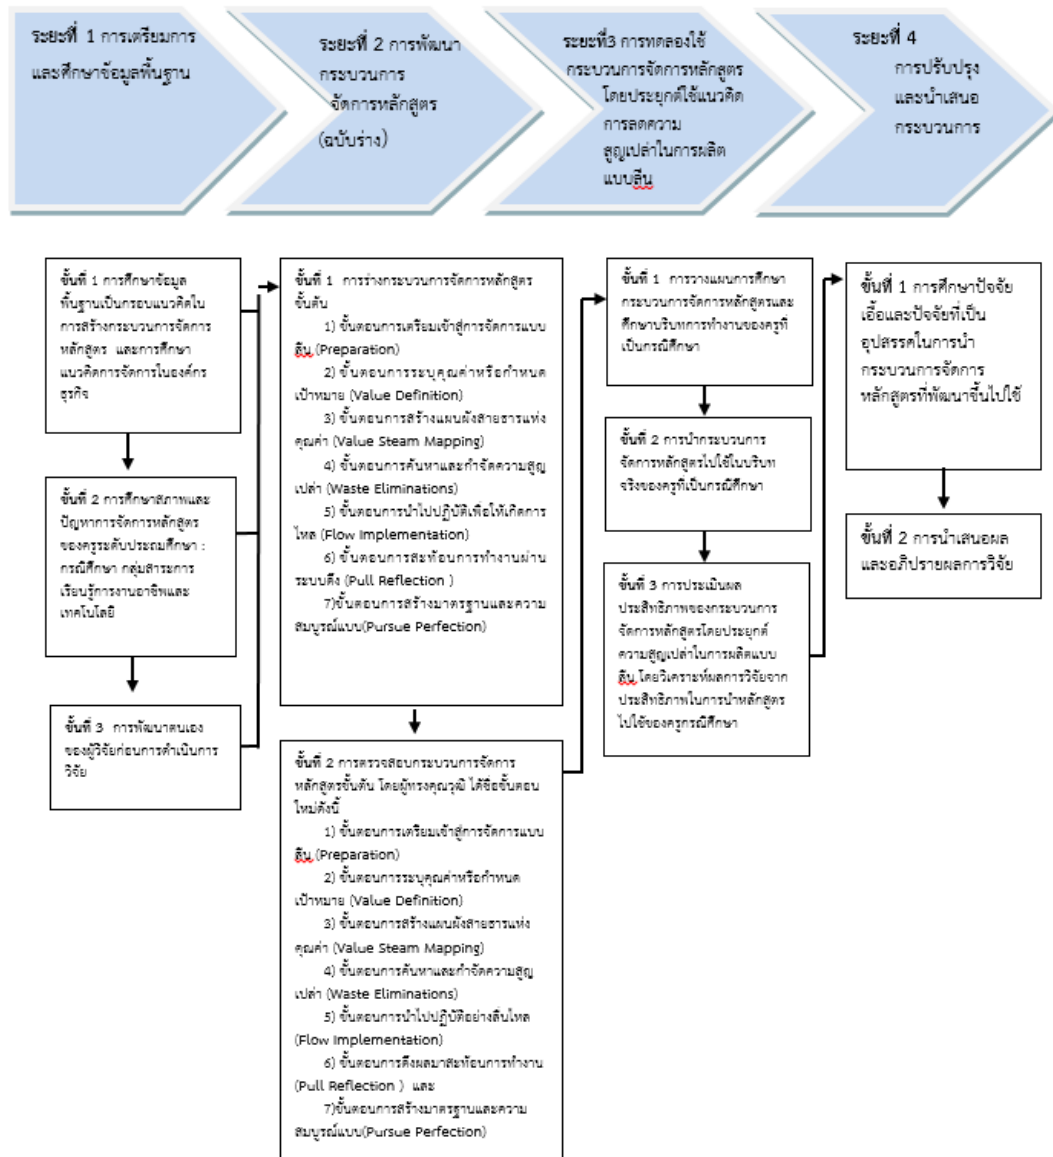 ระยะที่ 1 การเตรียมการ
และศึกษาข้อมูลพื้นฐาน
ระยะที่ 2 การพัฒนา
กระบวนการ
จัดการหลักสูตร
(ฉบับร่าง)
ระยะที่3 การทดลองใช้
กระบวนการจัดการหลักสูตร
โดยประยุกต์ใช้แนวคิด
การลดความ
สูญเปล่าในการผลิต
แบบลีน
ระยะที่ 4
การปรับปรุง
และนำเสนอ
กระบวนการ
ขั้นที่ 1 การศึกษาข้อมูล
พื้นฐานเป็นกรอบแนวคิดใน
การสร้างกระบวนการจัดการ
หลักสูตร และการศึกษา
แนวคิดการจัดการในองค์กร
ธุรกิจ
ขั้นที่ 2 การศึกษาสภาพและ
ปัญหาการจัดการหลักสูตร
ของครูระดับประถมศึกษา :
กรณีศึกษา กลุ่มสาระการ
เรียนรู้การงานอาชีพและ
เทคโนโลยี
ขั้นที่ 3 การพัฒนาตนเอง
ของผู้วิจัยก่อนการดำเนินการ
วิจัย
ขั้นที่ 1 การร่างกระบวนการจัดการหลักสูตร
ขั้นต้น
1) ขั้นตอนการเตรียมเข้าสู่การจัดการแบบ
ลีน (Preparation)
2) ขั้นตอนการระบุคุณค่าหรือกำหนด
เป้าหมาย (Value Definition)
3) ขั้นตอนการสร้างแผนผังสายธารแห่ง
คุณค่า (Value Steam Mapping)
4) ขั้นตอนการค้นหาและกำจัดความสูญ
เปล่า (Waste Eliminations)
5) ขั้นตอนการนำไปปฏิบัติเพื่อให้เกิดการ
ไหล (Flow Implementation)
6) ขั้นตอนการสะท้อนการทำงานผ่าน
ระบบดึง (Pull Reflection )
7)ขั้นตอนการสร้างมาตรฐานและความ
สมบูรณ์แบบ(Pursue Perfection)
ขั้นที่ 2 การตรวจสอบกระบวนการจัดการ
หลักสูตรขั้นต้น โดยผู้ทรงคุณวุฒิ ได้ชื่อขั้นตอน
ใหม่ดังนี้
1) ขั้นตอนการเตรียมเข้าสู่การจัดการแบบ
ลีน (Preparation)
2) ขั้นตอนการระบุคุณค่าหรือกำหนด
เป้าหมาย (Value Definition)
3) ขั้นตอนการสร้างแผนผังสายธารแห่ง
คุณค่า (Value Steam Mapping)
4) ขั้นตอนการค้นหาและกำจัดความสูญ
เปล่า (Waste Eliminations)
5) ขั้นตอนการนำไปปฏิบัติอย่างลื่นไหล
(Flow Implementation)
6) ขั้นตอนการดึงผลมาสะท้อนการทำงาน
(Pull Reflection ) และ
7)ขั้นตอนการสร้างมาตรฐานและความ
สมบูรณ์แบบ(Pursue Perfection)
ขั้นที่ 1 การวางแผนการศึกษา
กระบวนการจัดการหลักสูตรและ
ศึกษาบริบทการทำงานของครูที่
เป็นกรณีศึกษา
ขั้นที่ 2 การนำกระบวนการ
จัดการหลักสูตรไปใช้ในบริบท
จริงของครูที่เป็นกรณีศึกษา
ขั้นที่ 3 การประเมินผล
ประสิทธิภาพของกระบวนการ
จัดการหลักสูตรโดยประยุกต์
ความสูญเปล่าในการผลิตแบบ
ลีน โดยวิเคราะห์ผลการวิจัยจาก
ประสิทธิภาพในการนำหลักสูตร
ไปใช้ของครูกรณีศึกษา
ขั้นที่ 1 การศึกษาปัจจัย
เอื้อและปัจจัยที่เป็น
อุปสรรคในการนำ
กระบวนการจัดการ
หลักสูตรที่พัฒนาขึ้นไปใช้
ขั้นที่ 2 การนำเสนอผล
และอภิปรายผลการวิจัย